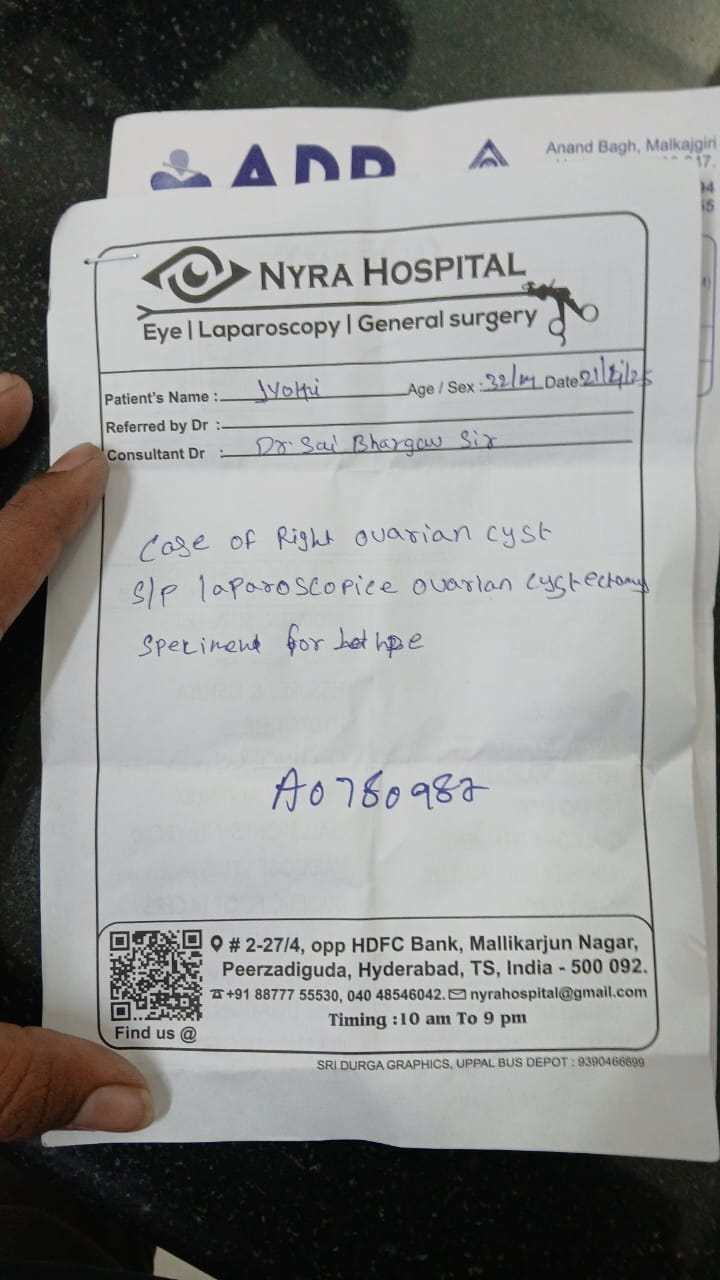 ADR
Anand Bagh, Malkajgiri
NYRA HOSPITAL
Eye | Laparoscopy | General surgery
Patient's Name : Jyothi Age / Sex : 32/M Date
Referred by Dr :
Consultant Dr : Dr. Sai Bhargav Sir
Case of Right ovarian cyst
S/P laparoscopice ovarian cystectomy
Speciment for hpe
A0780987
# 2-27/4, opp HDFC Bank, Mallikarjun Nagar,
Peerzadiguda, Hyderabad, TS, India - 500 092.
+91 88777 55530, 040 48546042. nyrahospital@gmail.com
Timing :10 am To 9 pm
Find us @
SRI DURGA GRAPHICS, UPPAL BUS DEPOT : 9390466699